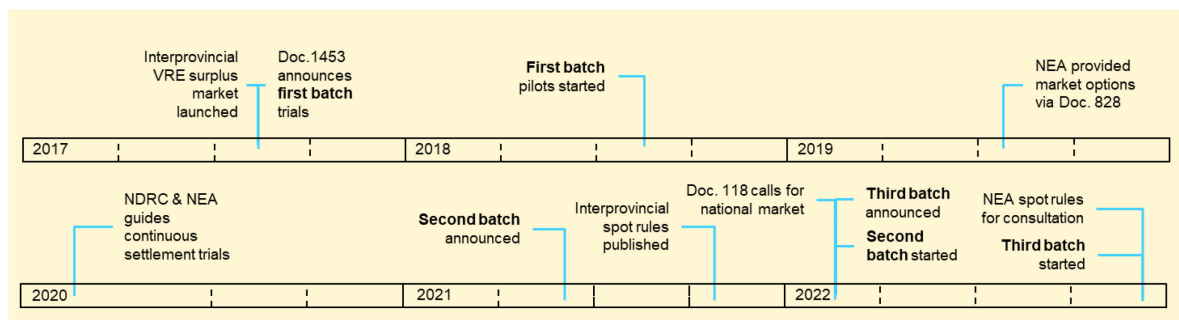 Interprovincial
VRE surplus
market
launched
Doc.1453
announces
first batch
trials
First batch
pilots started
NEA provided
market options
via Doc. 828
2017
2018
2019
NDRC & NEA
guides
continuous
settlement trials
Second batch
announced
Interprovincial
spot rules
published
Doc. 118 calls for
national market
Third batch
announced
Second
batch started
NEA spot rules
for consultation
Third batch
started
2020
2021
2022